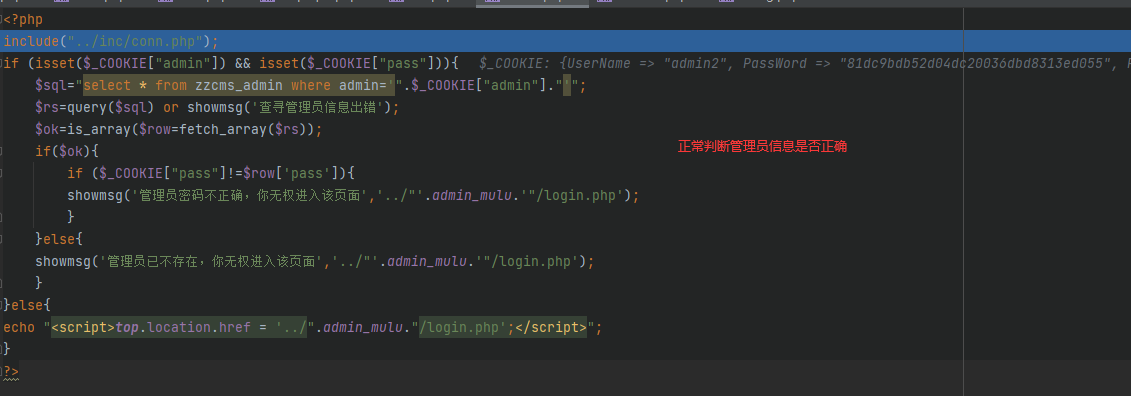 <?php
include("../inc/conn.php");
if (isset($_COOKIE["admin"]) && isset($_COOKIE["pass"])){ $_COOKIE: {UserName => "admin2", PassWord => "81dc9bdb52d04dc20036dbd8313ed055",
$sql="select * from zzcms_admin where admin='".$_COOKIE["admin"]."'";
$rs=query($sql) or showmsg('查寻管理员信息出错');
$ok=is_array($row=fetch_array($rs));
正常判断管理员信息是否正确
if($ok){
if ($_COOKIE["pass"]!=$row['pass']){
showmsg('管理员密码不正确，你无权进入该页面','../"'.admin_mulu.'"/login.php');
}
}else{
showmsg('管理员已不存在，你无权进入该页面','../"'.admin_mulu.'"/login.php');
}
}else{
echo "<script>top.location.href = '../".admin_mulu."/login.php';</script>";
}
?>